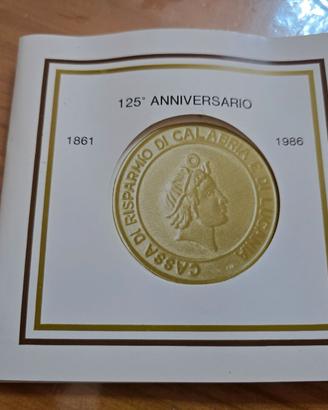 125° ANNIVERSARIO
1861
1986
CASSA DI RISPARMIO DI CALABRIA E DI LUCANIA